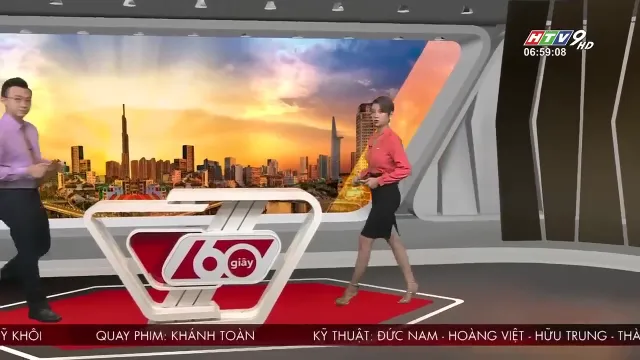 HTV9 HD
06:59:08
60 giây
Ỹ KHÔI QUAY PHIM: KHÁNH TOÀN KỸ THUẬT: ĐỨC NAM - HOÀNG VIỆT - HỮU TRUNG - THÀ